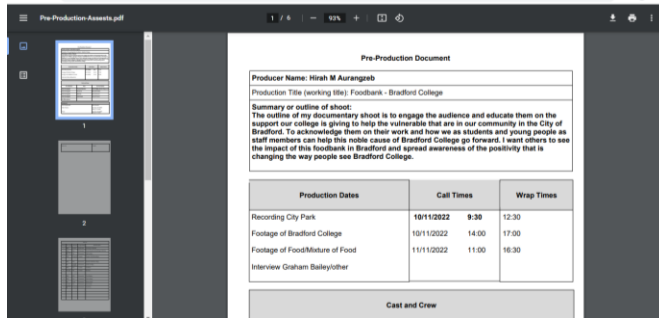 Pre-Production-Assests.pdf
1 / 6
93%
Pre-Production Document
Producer Name: Hirah M Aurangzeb
Production Title (working title): Foodbank - Bradford College
Summary or outline of shoot:
The outline of my documentary shoot is to engage the audience and educate them on the
support our college is giving to help the vulnerable that are in our community in the City of
Bradford. To acknowledge them on their work and how we as students and young people as
staff members can help this noble cause of Bradford College go forward. I want others to see
the impact of this foodbank in Bradford and spread awareness of the positivity that is
changing the way people see Bradford College.
Production Dates Call Times Wrap Times
Recording City Park 10/11/2022 9:30 12:30
Footage of Bradford College 10/11/2022 14:00 17:00
Footage of Food/Mixture of Food 11/11/2022 11:00 16:30
Interview Graham Bailey/other
Cast and Crew
1
2